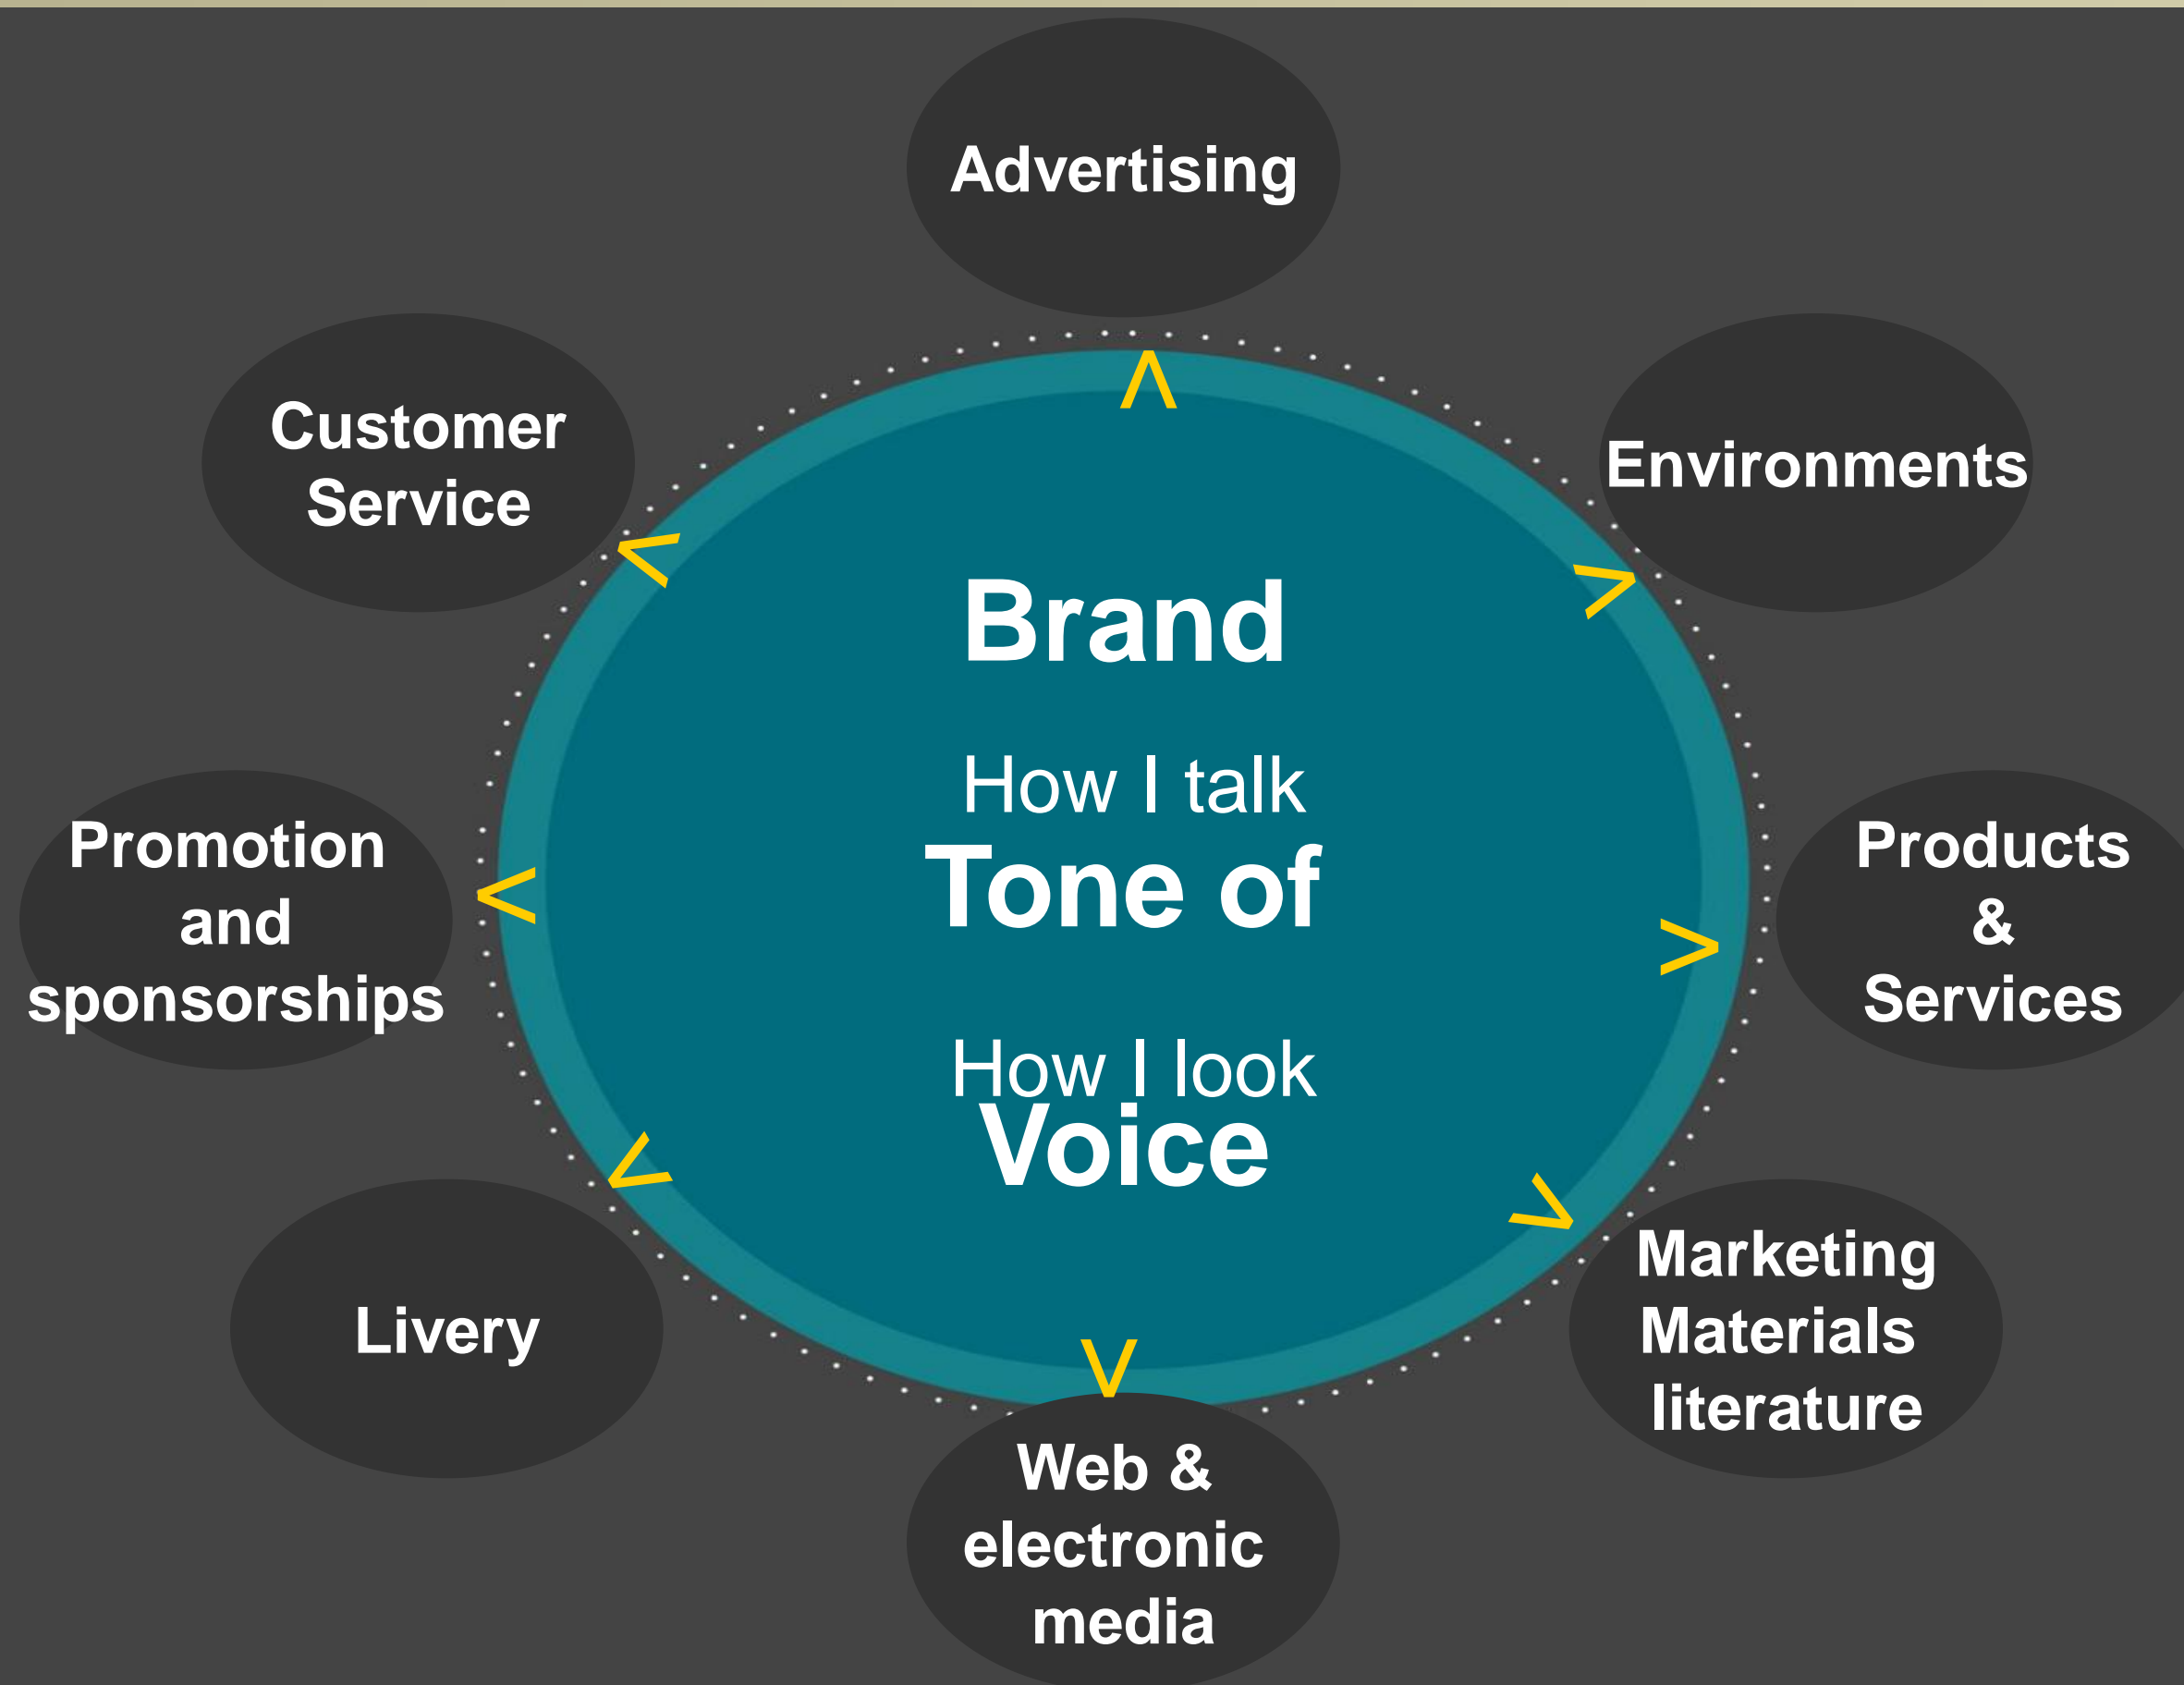 Advertising
Customer
Service
Environments
Brand
How I talk
Tone of
How I look
Voice
Promotion
and
sponsorships
Products
&
Services
Livery
Marketing
Materials
literature
Web &
electronic
media